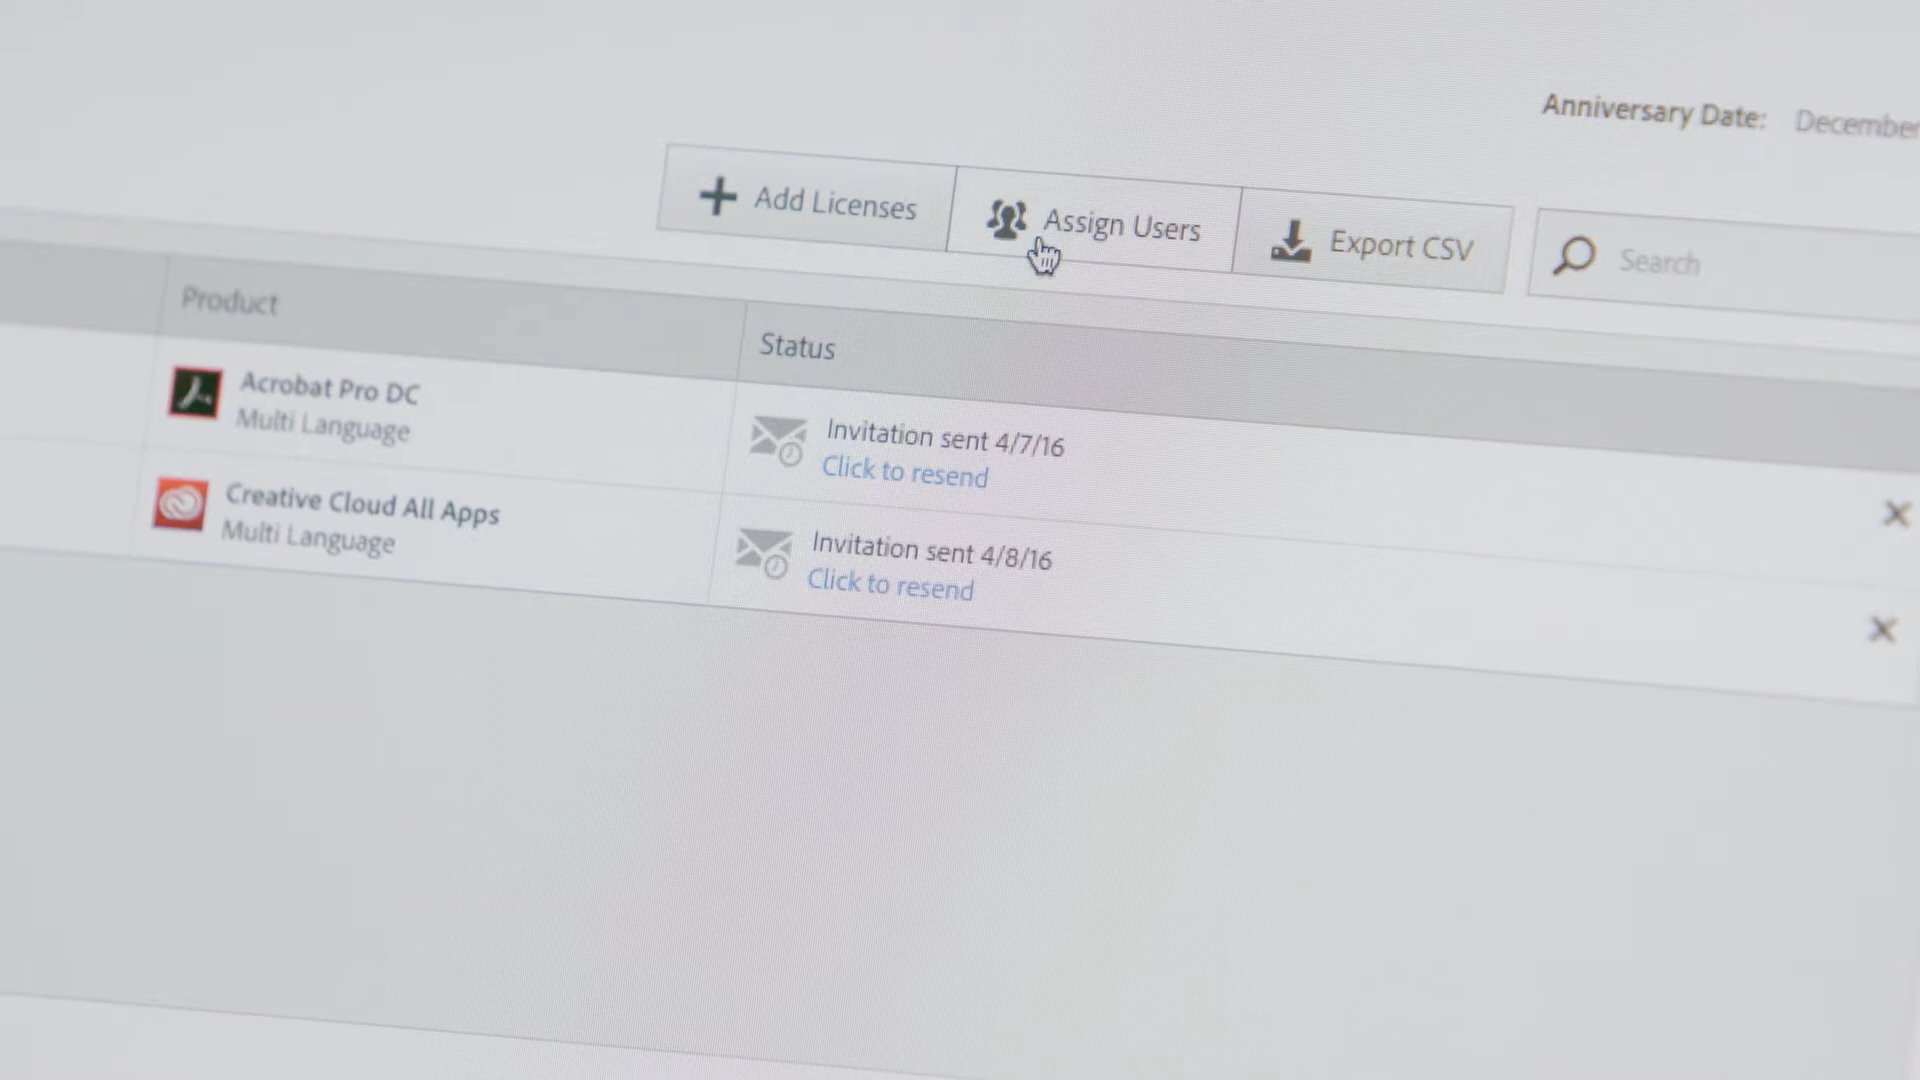 Anniversary Date: December
Add Licenses
Assign Users
Export CSV
Search
Product
Status
Acrobat Pro DC
Multi Language
Invitation sent 4/7/16
Click to resend
Creative Cloud All Apps
Multi Language
Invitation sent 4/8/16
Click to resend